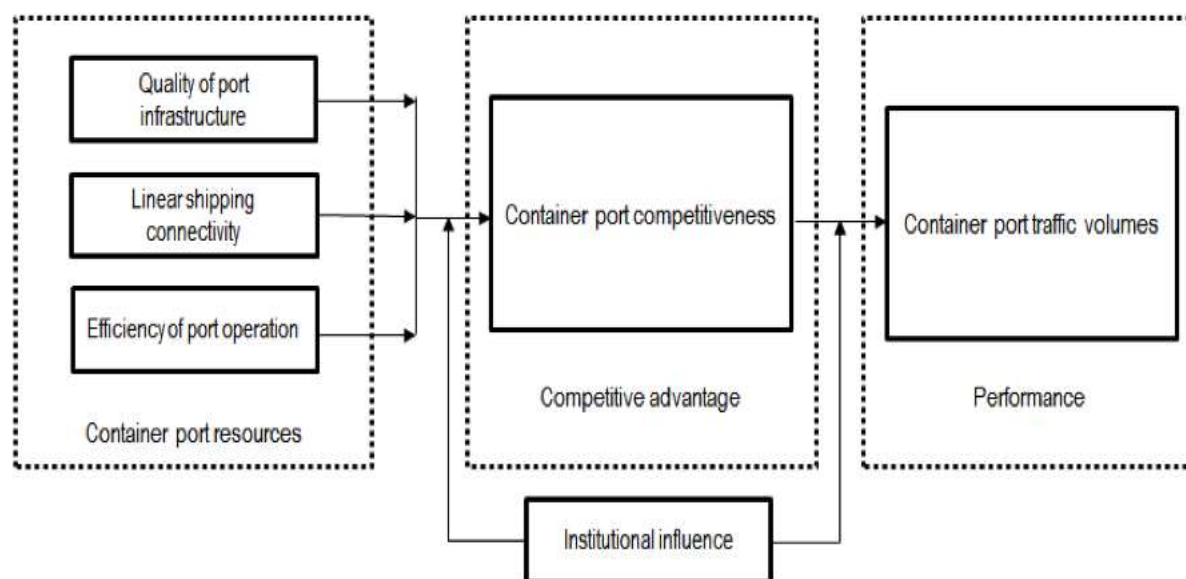 Quality of port
infrastructure
Linear shipping
connectivity
Efficiency of port operation
Container port resources
Container port competitiveness
Competitive advantage
Container port traffic volumes
Performance
Institutional influence